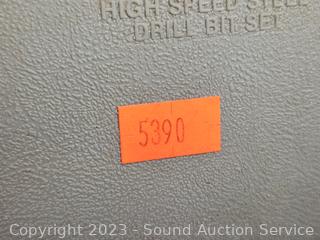 HIGH SPEED STEEL
DRILL BIT SET
5390
Copyright © 2023 - Sound Auction Service